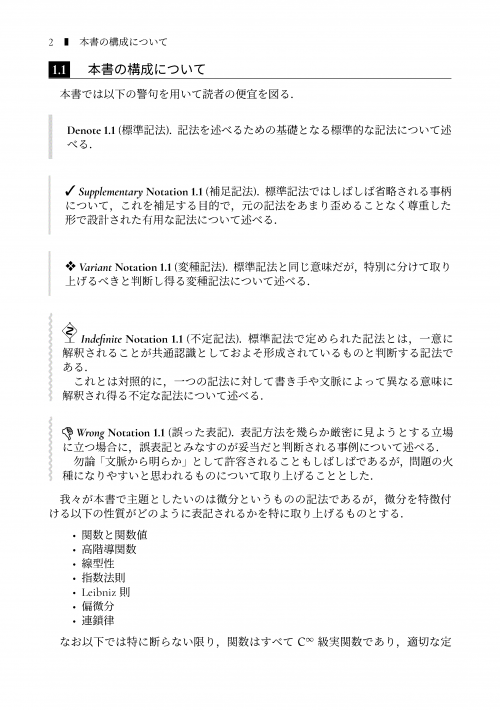 2 ▮ 本書の構成について
1.1 本書の構成について
本書では以下の警句を用いて読者の便宜を図る．
Denote 1.1 (標準記法). 記法を述べるための基礎となる標準的な記法について述
べる．
✓ Supplementary Notation 1.1 (補足記法). 標準記法ではしばしば省略される事柄
について，これを補足する目的で，元の記法をあまり歪めることなく尊重した
形で設計された有用な記法について述べる．
❖ Variant Notation 1.1 (変種記法). 標準記法と同じ意味だが，特別に分けて取り
上げるべきと判断し得る変種記法について述べる．
Indefinite Notation 1.1 (不定記法). 標準記法で定められた記法とは，一意に
解釈されることが共通認識としておよそ形成されているものと判断する記法で
ある．
これとは対照的に，一つの記法に対して書き手や文脈によって異なる意味に
解釈され得る不定な記法について述べる．
Wrong Notation 1.1 (誤った表記). 表記方法を幾らか厳密に見ようとする立場
に立つ場合に，誤表記とみなすのが妥当だと判断される事例について述べる．
勿論「文脈から明らか」として許容されることもしばしばであるが，問題の火
種になりやすいと思われるものについて取り上げることとした．
我々が本書で主題としたいのは微分というものの記法であるが，微分を特徴付
ける以下の性質がどのように表記されるかを特に取り上げるものとする．
• 関数と関数値
• 高階導関数
• 線型性
• 指数法則
• Leibniz 則
• 偏微分
• 連鎖律
なお以下では特に断らない限り，関数はすべて C∞ 級実関数であり，適切な定